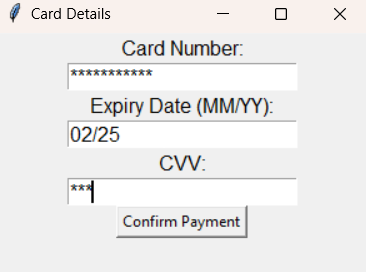 Card Details
Card Number:
***********
Expiry Date (MM/YY):
02/25
CVV:
***
Confirm Payment